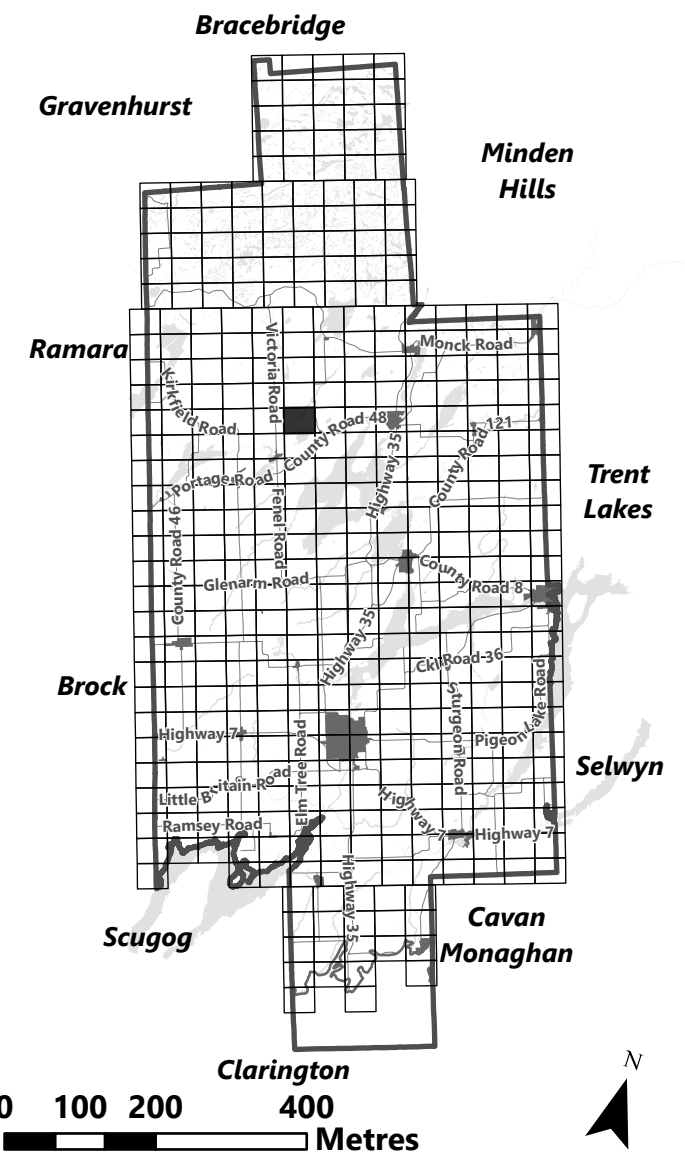 Bracebridge
Gravenhurst
Minden
Hills
Ramara
Victoria Road
Monck Road
Kirkfield Road
County Road 48
Highway 35
County Road 121
Portage Road
Trent
Lakes
County Road 46
Fenel Road
Glenarm Road
County Road 8
Highway 35
Ckl Road 36
Brock
Sturgeon Road
Pigeon Lake Road
Highway 7
Elm Tree Road
Selwyn
Little Britain Road
Highway 7
Highway 7
Ramsey Road
Highway 35
Scugog
Cavan
Monaghan
Clarington
N
0 100 200 400
Metres